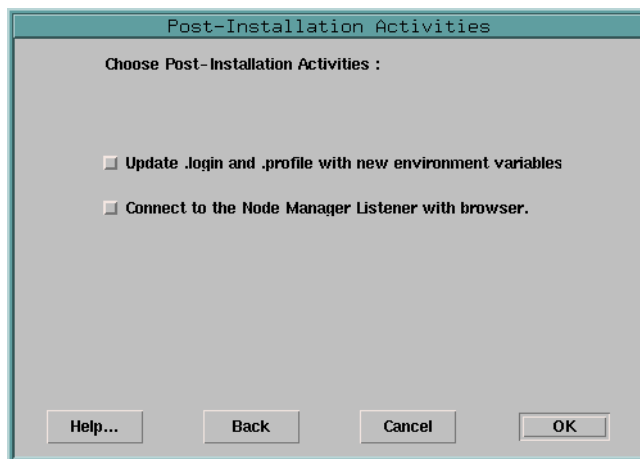 Post-Installation Activities
Choose Post-Installation Activities :
Update .login and .profile with new environment variables
Connect to the Node Manager Listener with browser.
Help...
Back
Cancel
OK